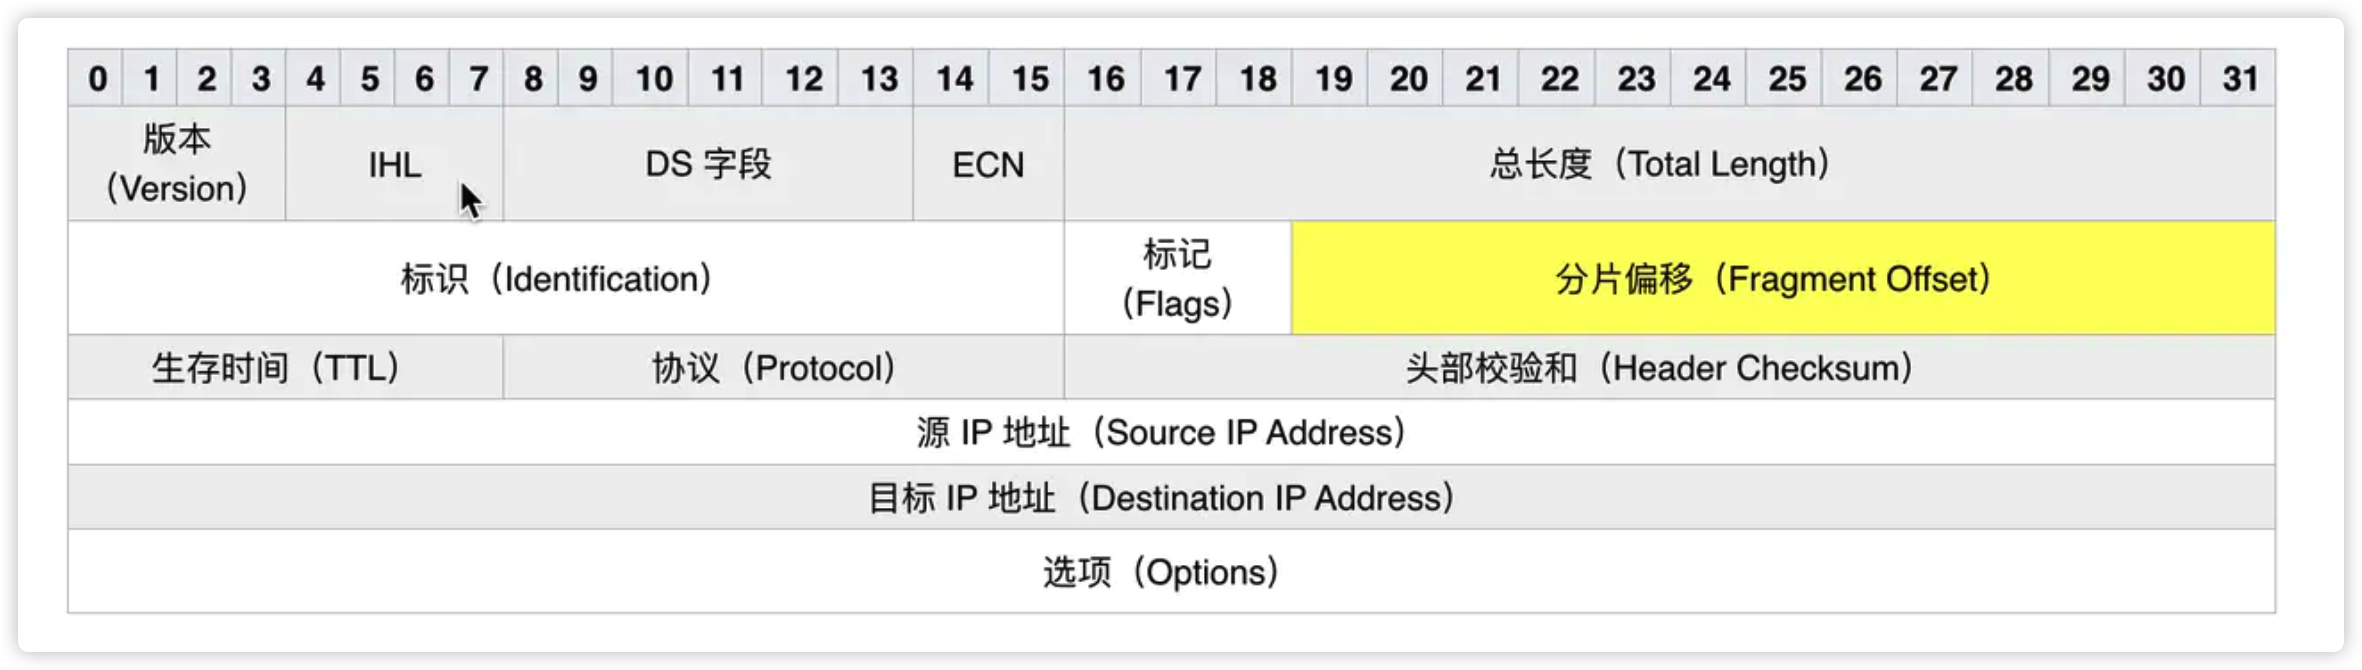 0 1 2 3 4 5 6 7 8 9 10 11 12 13 14 15 16 17 18 19 20 21 22 23 24 25 26 27 28 29 30 31
版本
（Version）
IHL
DS 字段
ECN
总长度（Total Length）
标识（Identification）
标记
（Flags）
分片偏移（Fragment Offset）
生存时间（TTL）
协议（Protocol）
头部校验和（Header Checksum）
源 IP 地址（Source IP Address）
目标 IP 地址（Destination IP Address）
选项（Options）